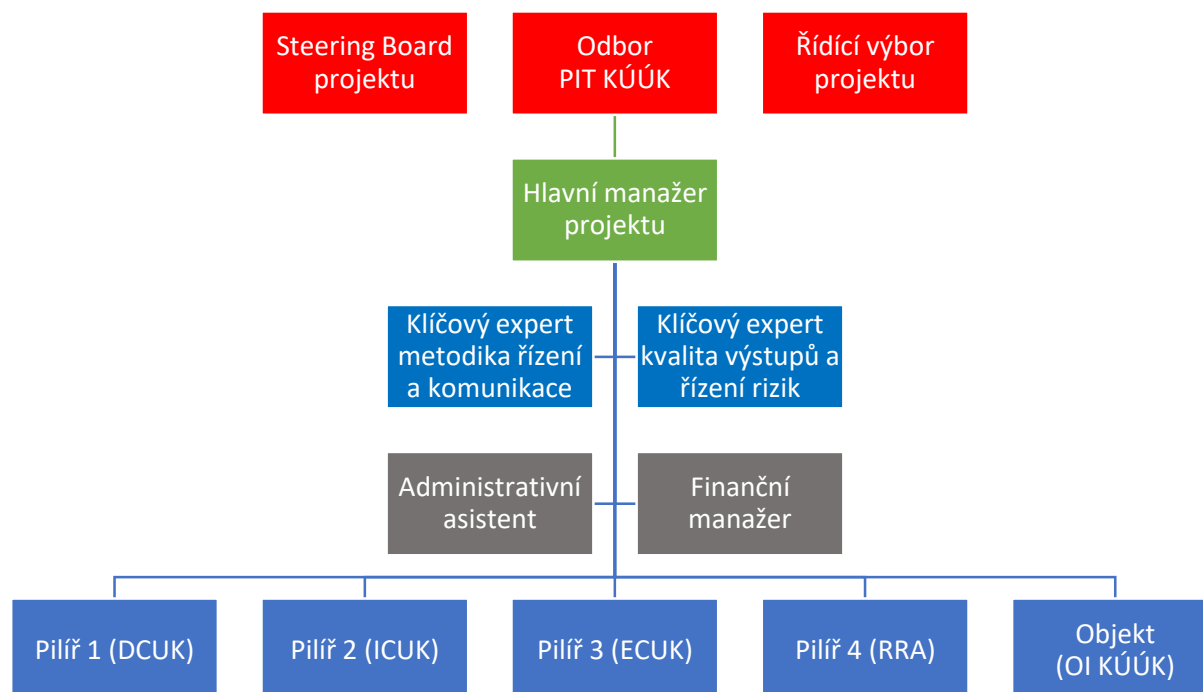 Steering Board
projektu
Odbor
PIT KÚÚK
Řídící výbor
projektu
Hlavní manažer
projektu
Klíčový expert
metodika řízení
a komunikace
Klíčový expert
kvalita výstupů a
řízení rizik
Administrativní
asistent
Finanční
manažer
Pilíř 1 (DCUK)
Pilíř 2 (ICUK)
Pilíř 3 (ECUK)
Pilíř 4 (RRA)
Objekt
(OI KÚÚK)